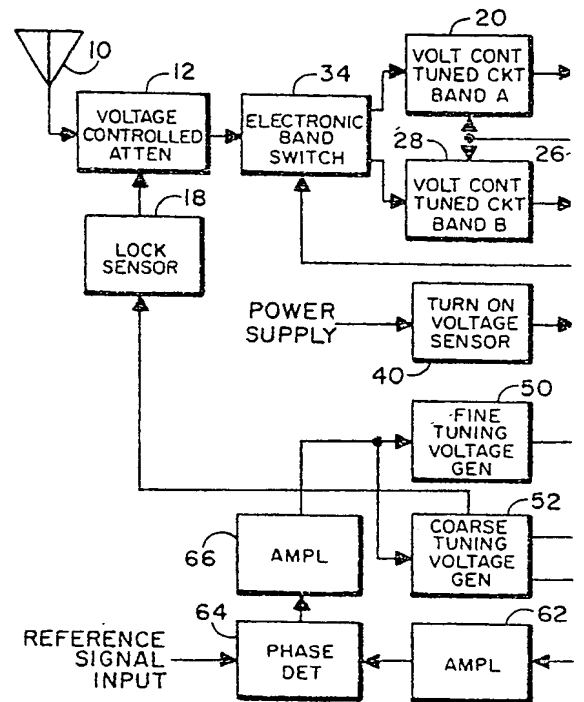 10
12
VOLTAGE
CONTROLLED
ATTEN
34
ELECTRONIC
BAND
SWITCH
20
VOLT CONT
TUNED CKT
BAND A
28
26
VOLT CONT
TUNED CKT
BAND B
18
LOCK
SENSOR
POWER
SUPPLY
TURN ON
VOLTAGE
SENSOR
40
50
FINE
TUNING
VOLTAGE
GEN
52
COARSE
TUNING
VOLTAGE
GEN
66
AMPL
64
PHASE
DET
REFERENCE
SIGNAL
INPUT
62
AMPL